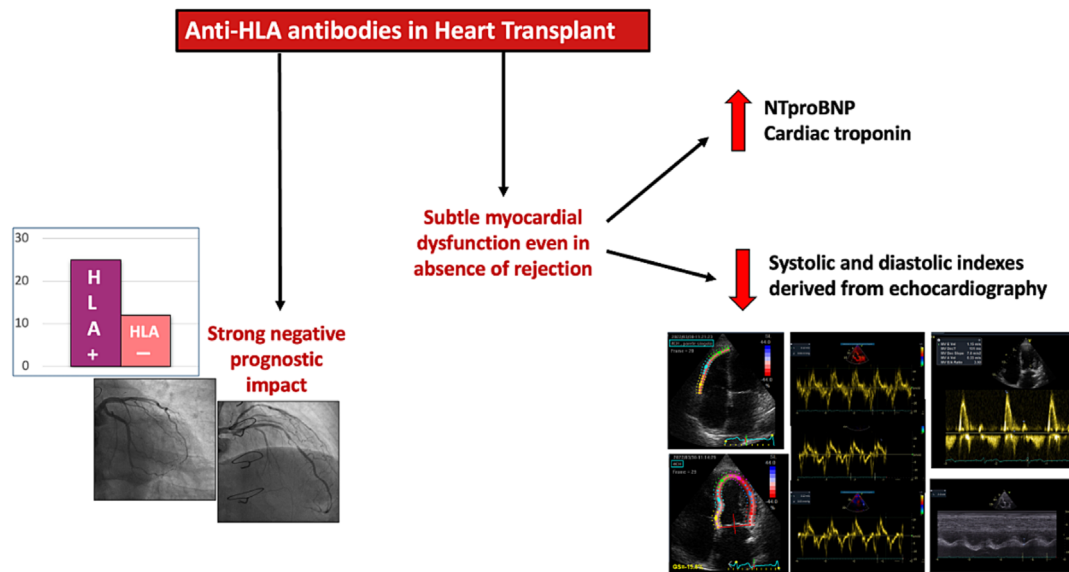 Anti-HLA antibodies in Heart Transplant
NTproBNP
Cardiac troponin
Subtle myocardial
dysfunction even in
absence of rejection
Systolic and diastolic indexes
derived from echocardiography
30
20
10
0
H
L
A
+
HLA
–
Strong negative
prognostic
impact